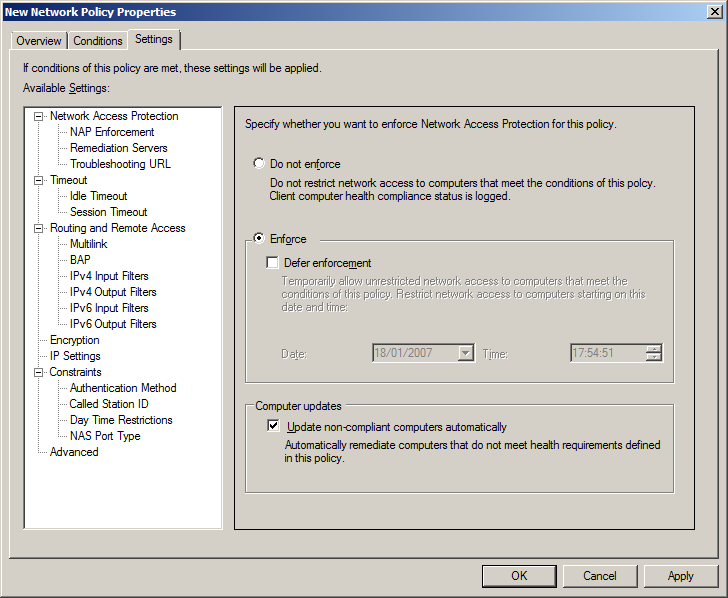 New Network Policy Properties
Overview
Conditions
Settings
If conditions of this policy are met, these settings will be applied.
Available Settings:
Network Access Protection
NAP Enforcement
Remediation Servers
Troubleshooting URL
Timeout
Idle Timeout
Session Timeout
Routing and Remote Access
Multilink
BAP
IPv4 Input Filters
IPv4 Output Filters
IPv6 Input Filters
IPv6 Output Filters
Encryption
IP Settings
Constraints
Authentication Method
Called Station ID
Day Time Restrictions
NAS Port Type
Advanced
Specify whether you want to enforce Network Access Protection for this policy.
Do not enforce
Do not restrict network access to computers that meet the conditions of this polcy.
Client computer health compliance status is logged.
Enforce
Defer enforcement
Temporarily allow unrestricted network access to computers that meet the
conditions of this policy. Restrict network access to computers starting on this
date and time:
Date:
18/01/2007
Time:
17:54:51
Computer updates
Update non-compliant computers automatically
Automatically remediate computers that do not meet health requirements defined
in this policy.
OK
Cancel
Apply